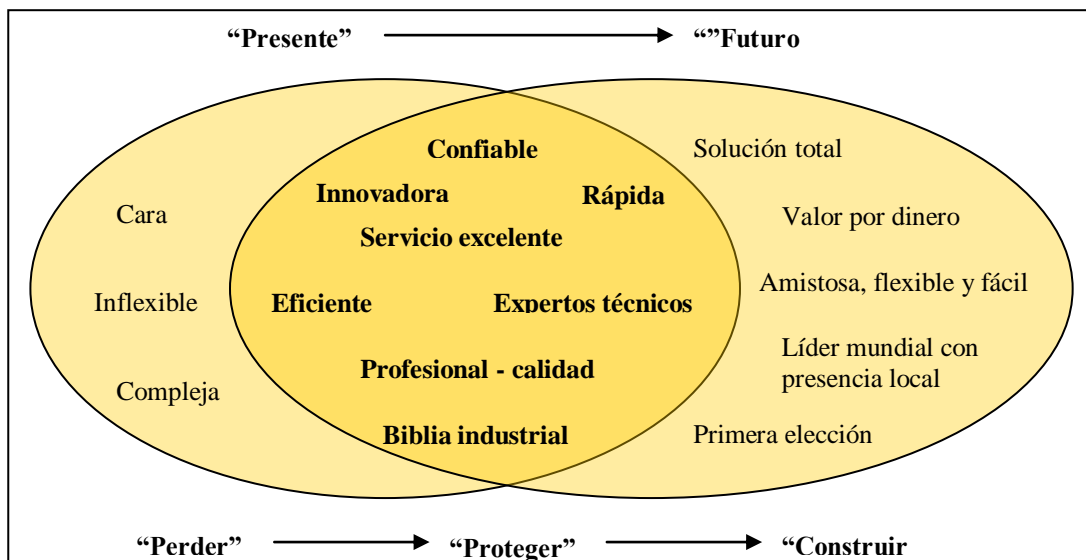 “Presente”
“”Futuro
Confiable
Solución total
Innovadora
Rápida
Cara
Valor por dinero
Servicio excelente
Amistosa, flexible y fácil
Inflexible
Eficiente
Expertos técnicos
Líder mundial con
presencia local
Profesional - calidad
Compleja
Biblia industrial
Primera elección
“Perder”
“Proteger”
“Construir